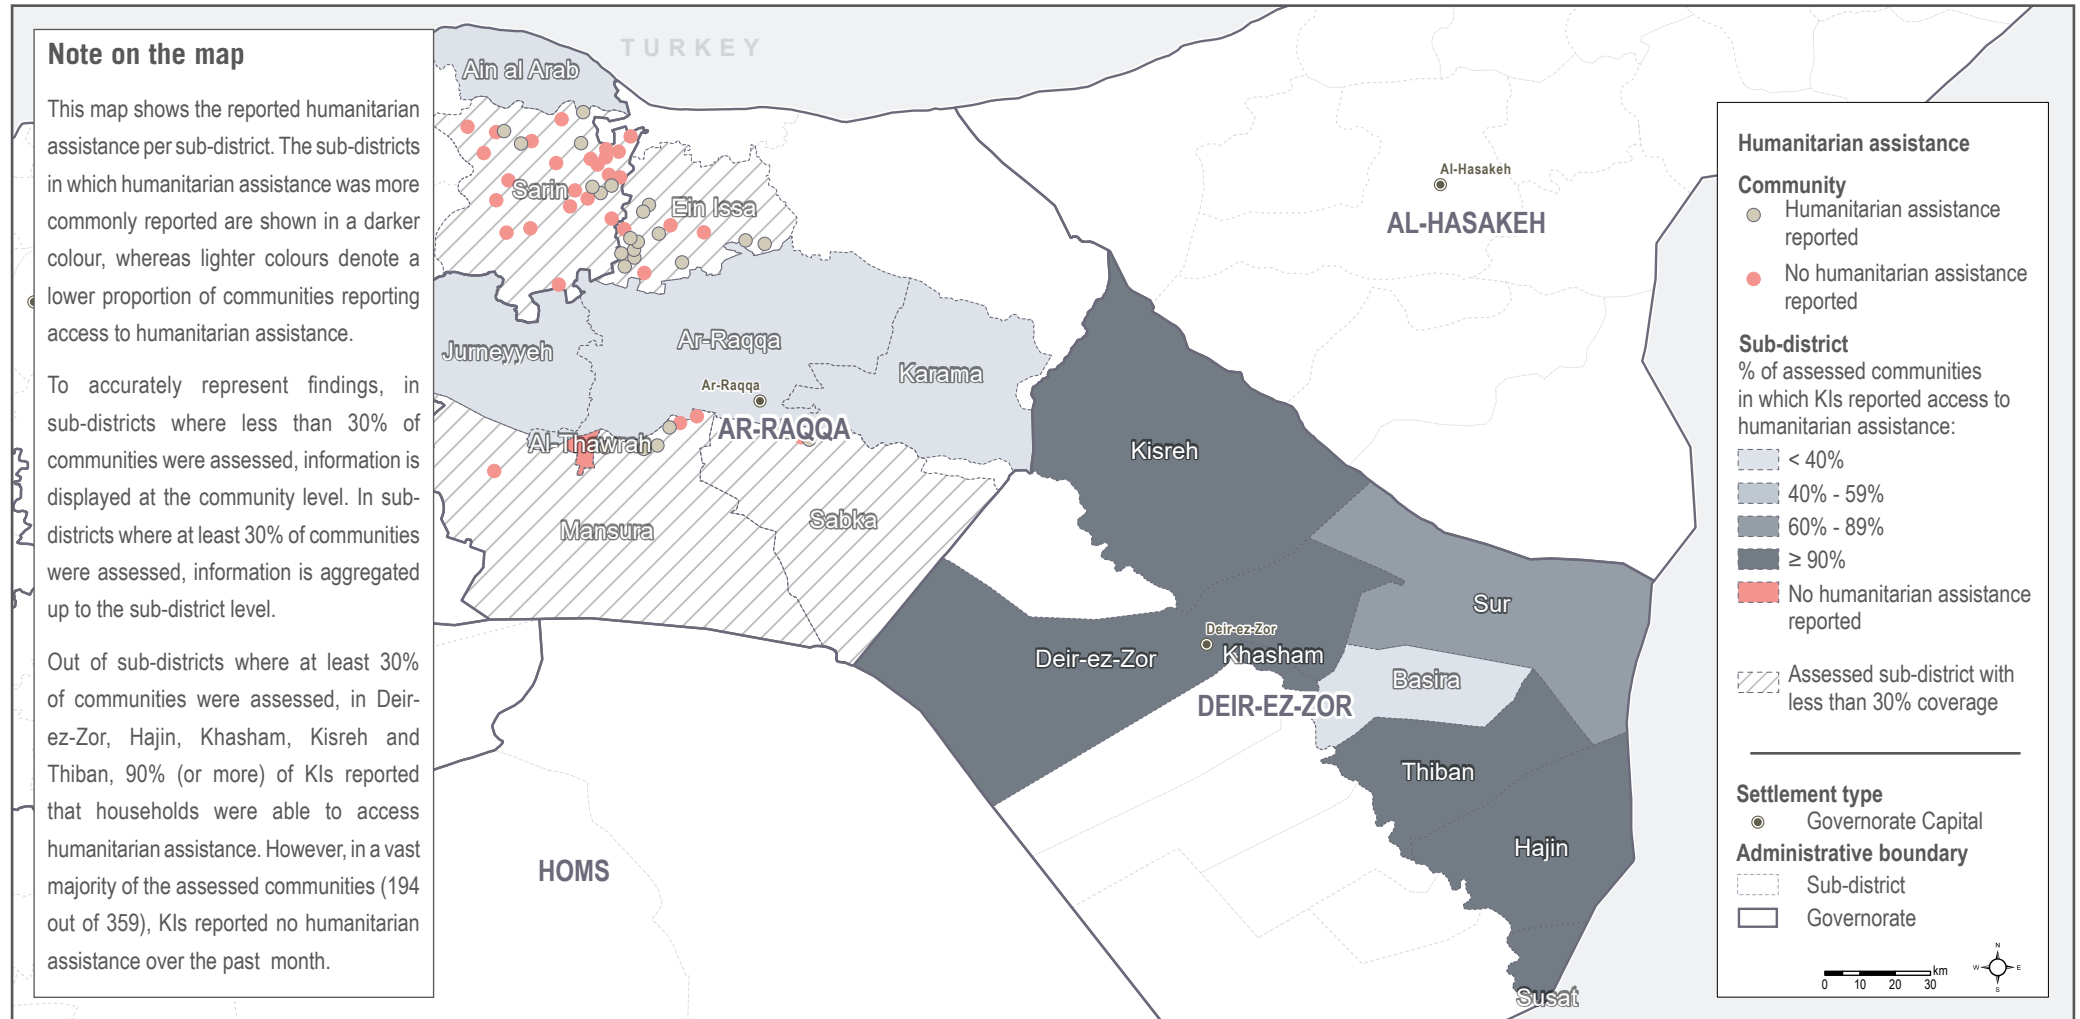 Note on the map
This map shows the reported humanitarian
assistance per sub-district. The sub-districts
in which humanitarian assistance was more
commonly reported are shown in a darker
colour, whereas lighter colours denote a
lower proportion of communities reporting
access to humanitarian assistance.
To accurately represent findings, in
sub-districts where less than 30% of
communities were assessed, information is
displayed at the community level. In sub-
districts where at least 30% of communities
were assessed, information is aggregated
up to the sub-district level.
Out of sub-districts where at least 30%
of communities were assessed, in Deir-
ez-Zor, Hajin, Khasham, Kisreh and
Thiban, 90% (or more) of KIs reported
that households were able to access
humanitarian assistance. However, in a vast
majority of the assessed communities (194
out of 359), KIs reported no humanitarian
assistance over the past month.
TURKEY
Ain al Arab
Sarin
Ein Issa
Al-Hasakeh
AL-HASAKEH
Jurneyyeh
Ar-Raqqa
Karama
Ar-Raqqa
AR-RAQQA
Al-Thawrah
Kisreh
Mansura
Sabka
Sur
Deir-ez-Zor
Deir-ez-Zor
Khasham
Basira
DEIR-EZ-ZOR
Thiban
Hajin
HOMS
Susat
Humanitarian assistance
Community
Humanitarian assistance
reported
No humanitarian assistance
reported
Sub-district
% of assessed communities
in which KIs reported access to
humanitarian assistance:
< 40%
40% - 59%
60% - 89%
≥ 90%
No humanitarian assistance
reported
Assessed sub-district with
less than 30% coverage
Settlement type
Governorate Capital
Administrative boundary
Sub-district
Governorate
km
0 10 20 30
N
W E
S